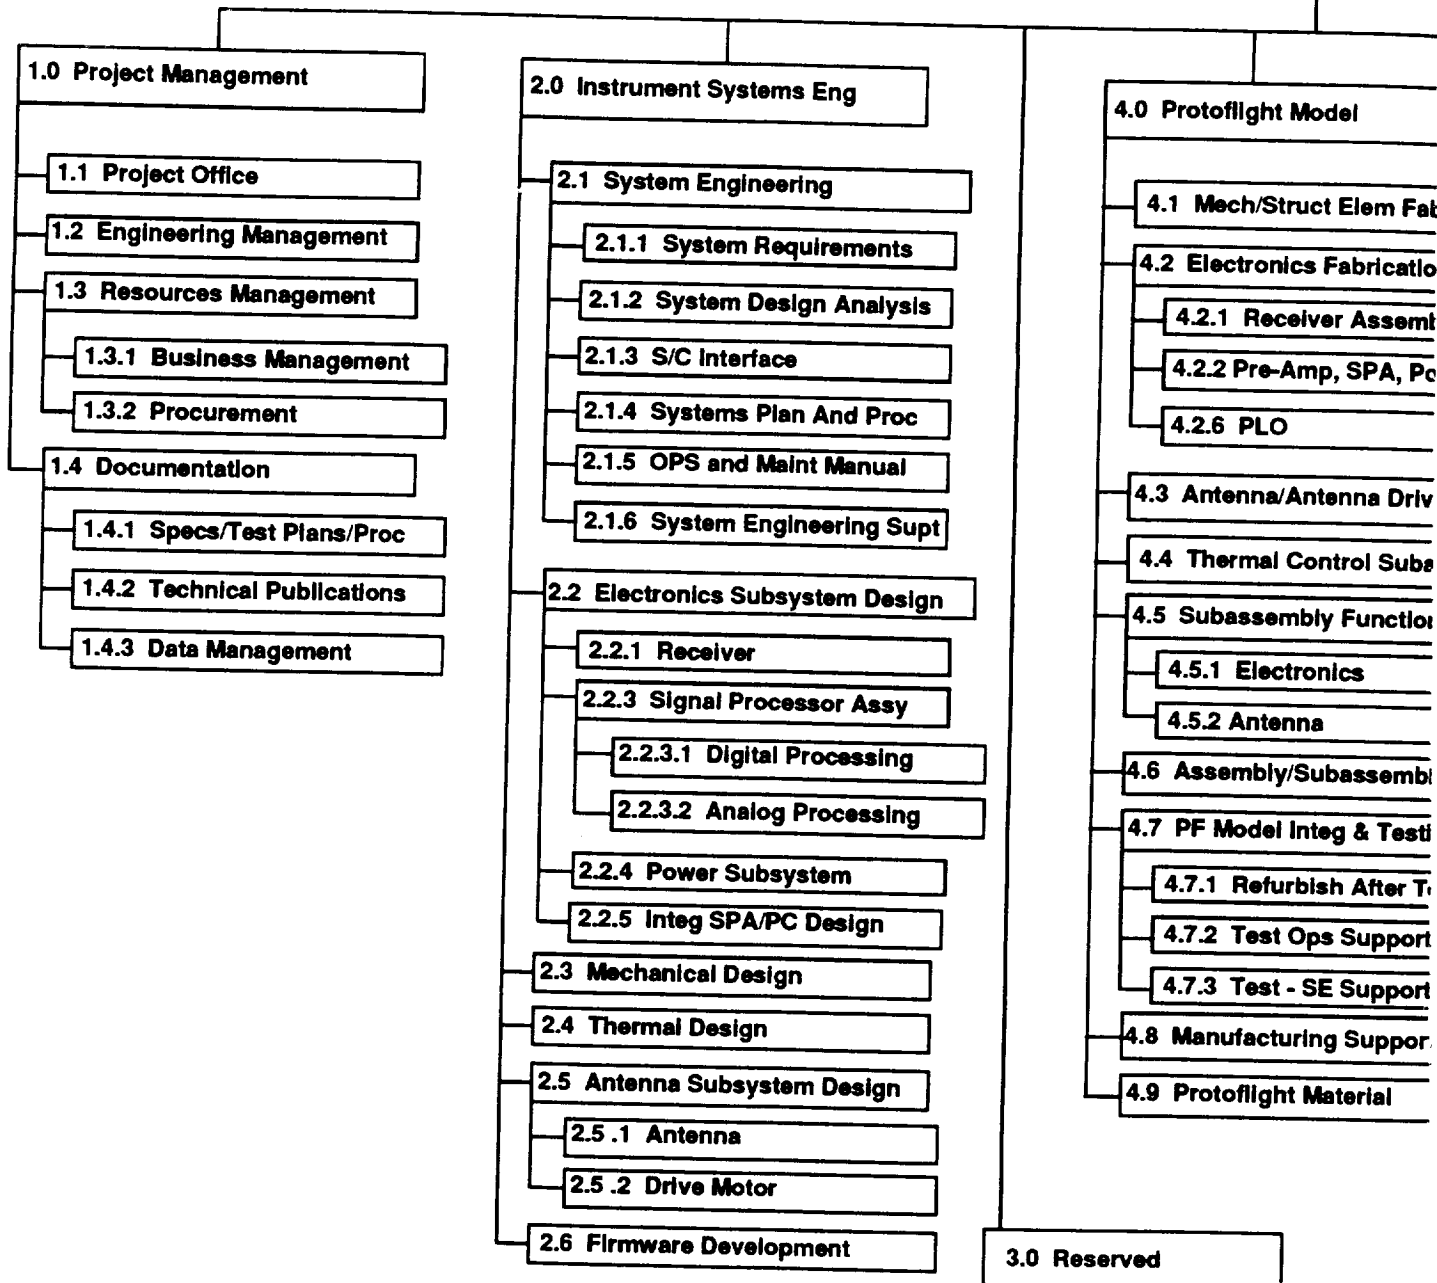 1.0 Project Management
1.1 Project Office
1.2 Engineering Management
1.3 Resources Management
1.3.1 Business Management
1.3.2 Procurement
1.4 Documentation
1.4.1 Specs/Test Plans/Proc
1.4.2 Technical Publications
1.4.3 Data Management
2.0 Instrument Systems Eng
2.1 System Engineering
2.1.1 System Requirements
2.1.2 System Design Analysis
2.1.3 S/C Interface
2.1.4 Systems Plan And Proc
2.1.5 OPS and Maint Manual
2.1.6 System Engineering Supt
2.2 Electronics Subsystem Design
2.2.1 Receiver
2.2.3 Signal Processor Assy
2.2.3.1 Digital Processing
2.2.3.2 Analog Processing
2.2.4 Power Subsystem
2.2.5 Integ SPA/PC Design
2.3 Mechanical Design
2.4 Thermal Design
2.5 Antenna Subsystem Design
2.5 .1 Antenna
2.5 .2 Drive Motor
2.6 Firmware Development
3.0 Reserved
4.0 Protoflight Model
4.1 Mech/Struct Elem Fab
4.2 Electronics Fabricatio
4.2.1 Receiver Assemb
4.2.2 Pre-Amp, SPA, Po
4.2.6 PLO
4.3 Antenna/Antenna Driv
4.4 Thermal Control Suba
4.5 Subassembly Function
4.5.1 Electronics
4.5.2 Antenna
4.6 Assembly/Subassembl
4.7 PF Model Integ & Testi
4.7.1 Refurbish After
4.7.2 Test Ops Support
4.7.3 Test - SE Support
4.8 Manufacturing Suppor
4.9 Protoflight Material